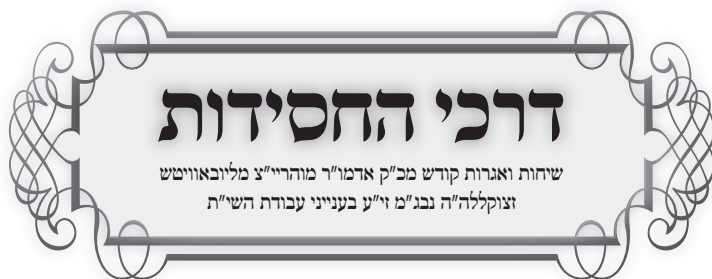 דרכי החסידות
שיחות ואגרות קודש מכ"ק אדמו"ר מוהריי"צ מליובאוויטש
זצוקללה"ה נבג"מ זי"ע בענייני עבודת השי"ת